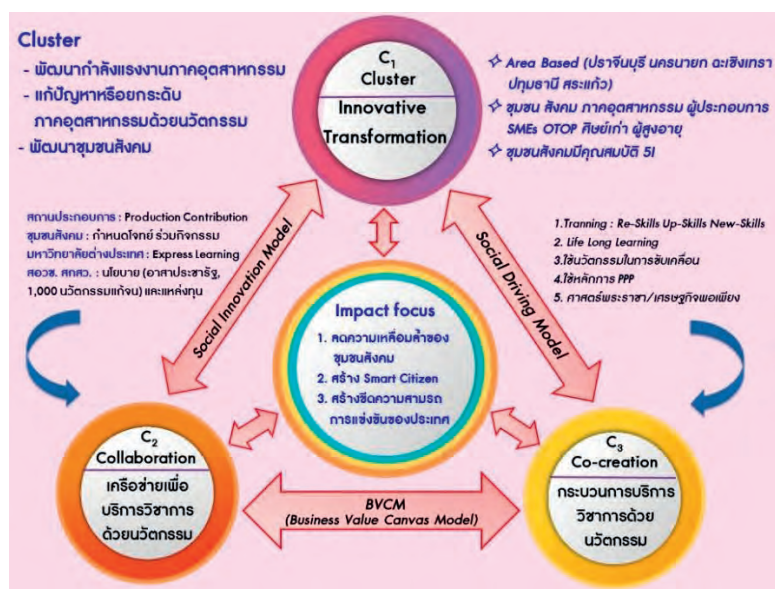 Cluster
- พัฒนากำลังแรงงานภาคอุตสาหกรรม
- แก้ปัญหาหรือยกระดับ
ภาคอุตสาหกรรมด้วยนวัตกรรม
- พัฒนาชุมชนสังคม
C1
Cluster
Innovative
Transformation
✧ Area Based (ปราจีนบุรี นครนายก ฉะเชิงเทรา
ปทุมธานี สระแก้ว)
✧ ชุมชน สังคม ภาคอุตสาหกรรม ผู้ประกอบการ
SMEs OTOP ศิษย์เก่า ผู้สูงอายุ
✧ ชุมชนสังคมมีคุณสมบัติ 5I
สถานประกอบการ : Production Contribution
ชุมชนสังคม : กำหนดโจทย์ ร่วมกิจกรรม
มหาวิทยาลัยต่างประเทศ : Express Learning
สอวช. สกสว. : นโยบาย (อาสาประชารัฐ,
1,000 นวัตกรรมแก้จน) และแหล่งทุน
Social Innovation Model
Social Driving Model
1.Tranning : Re-Skills Up-Skills New-Skills
2. Life Long Learning
3.ใช้นวัตกรรมในการขับเคลื่อน
4.ใช้หลักการ PPP
5. ศาสตร์พระราชา/เศรษฐกิจพอเพียง
Impact focus
1. ลดความเหลื่อมล้ำของ
ชุมชนสังคม
2. สร้าง Smart Citizen
3. สร้างขีดความสามรถ
การแข่งขันของประเทศ
C2
Collaboration
เครือข่ายเพื่อ
บริการวิชาการ
ด้วยนวัตกรรม
BVCM
(Business Value Canvas Model)
C3
Co-creation
กระบวนการบริการ
วิชาการด้วย
นวัตกรรม